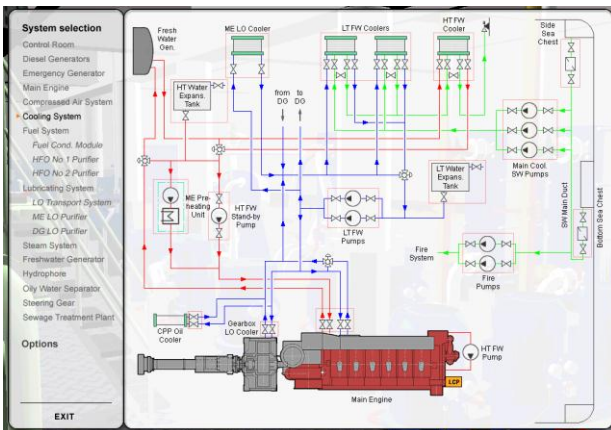 System selection
Control Room
Diesel Generators
Emergency Generator
Main Engine
Compressed Air System
Cooling System
Fuel System
Fuel Cond. Module
HFO No 1 Purifier
HFO No 2 Purifier
Lubricating System
LO Transport System
ME LO Purifier
DG LO Purifier
Steam System
Freshwater Generator
Hydrophore
Oily Water Separator
Steering Gear
Sewage Treatment Plant
Options
EXIT
Fresh
Water
Gen.
ME LO Cooler
LT FW Coolers
HT FW
Cooler
Side
Sea
Chest
HT Water
Expans.
Tank
from
DG
to
DG
Main Cool.
SW Pumps
LT Water
Expans.
Tank
ME Pre-
heating
Unit
HT FW
Stand-by
Pump
LT FW
Pumps
SW Main Duct
Bottom Sea Chest
Fire
System
Fire
Pumps
CPP Oil
Cooler
Gearbox
LO Cooler
HT FW
Pump
LCP
Main Engine